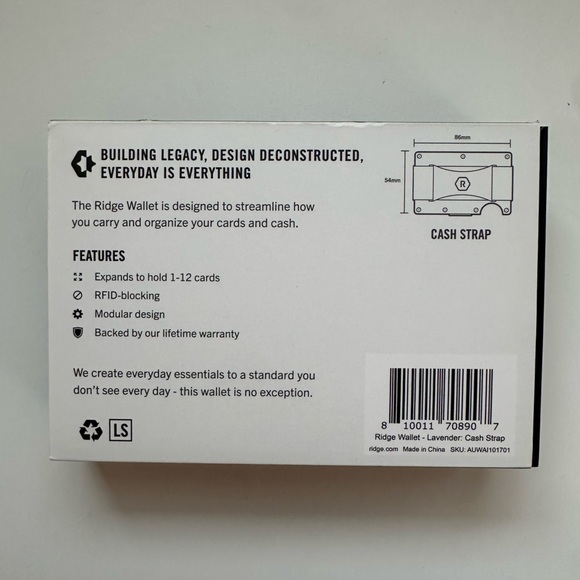 BUILDING LEGACY, DESIGN DECONSTRUCTED,
EVERYDAY IS EVERYTHING
The Ridge Wallet is designed to streamline how
you carry and organize your cards and cash.
FEATURES
Expands to hold 1-12 cards
RFID-blocking
Modular design
Backed by our lifetime warranty
We create everyday essentials to a standard you
don't see every day - this wallet is no exception.
LS
86mm
54mm
R
CASH STRAP
8 10011 70890 7
Ridge Wallet - Lavender: Cash Strap
ridge.com Made in China SKU: AUWAI101701